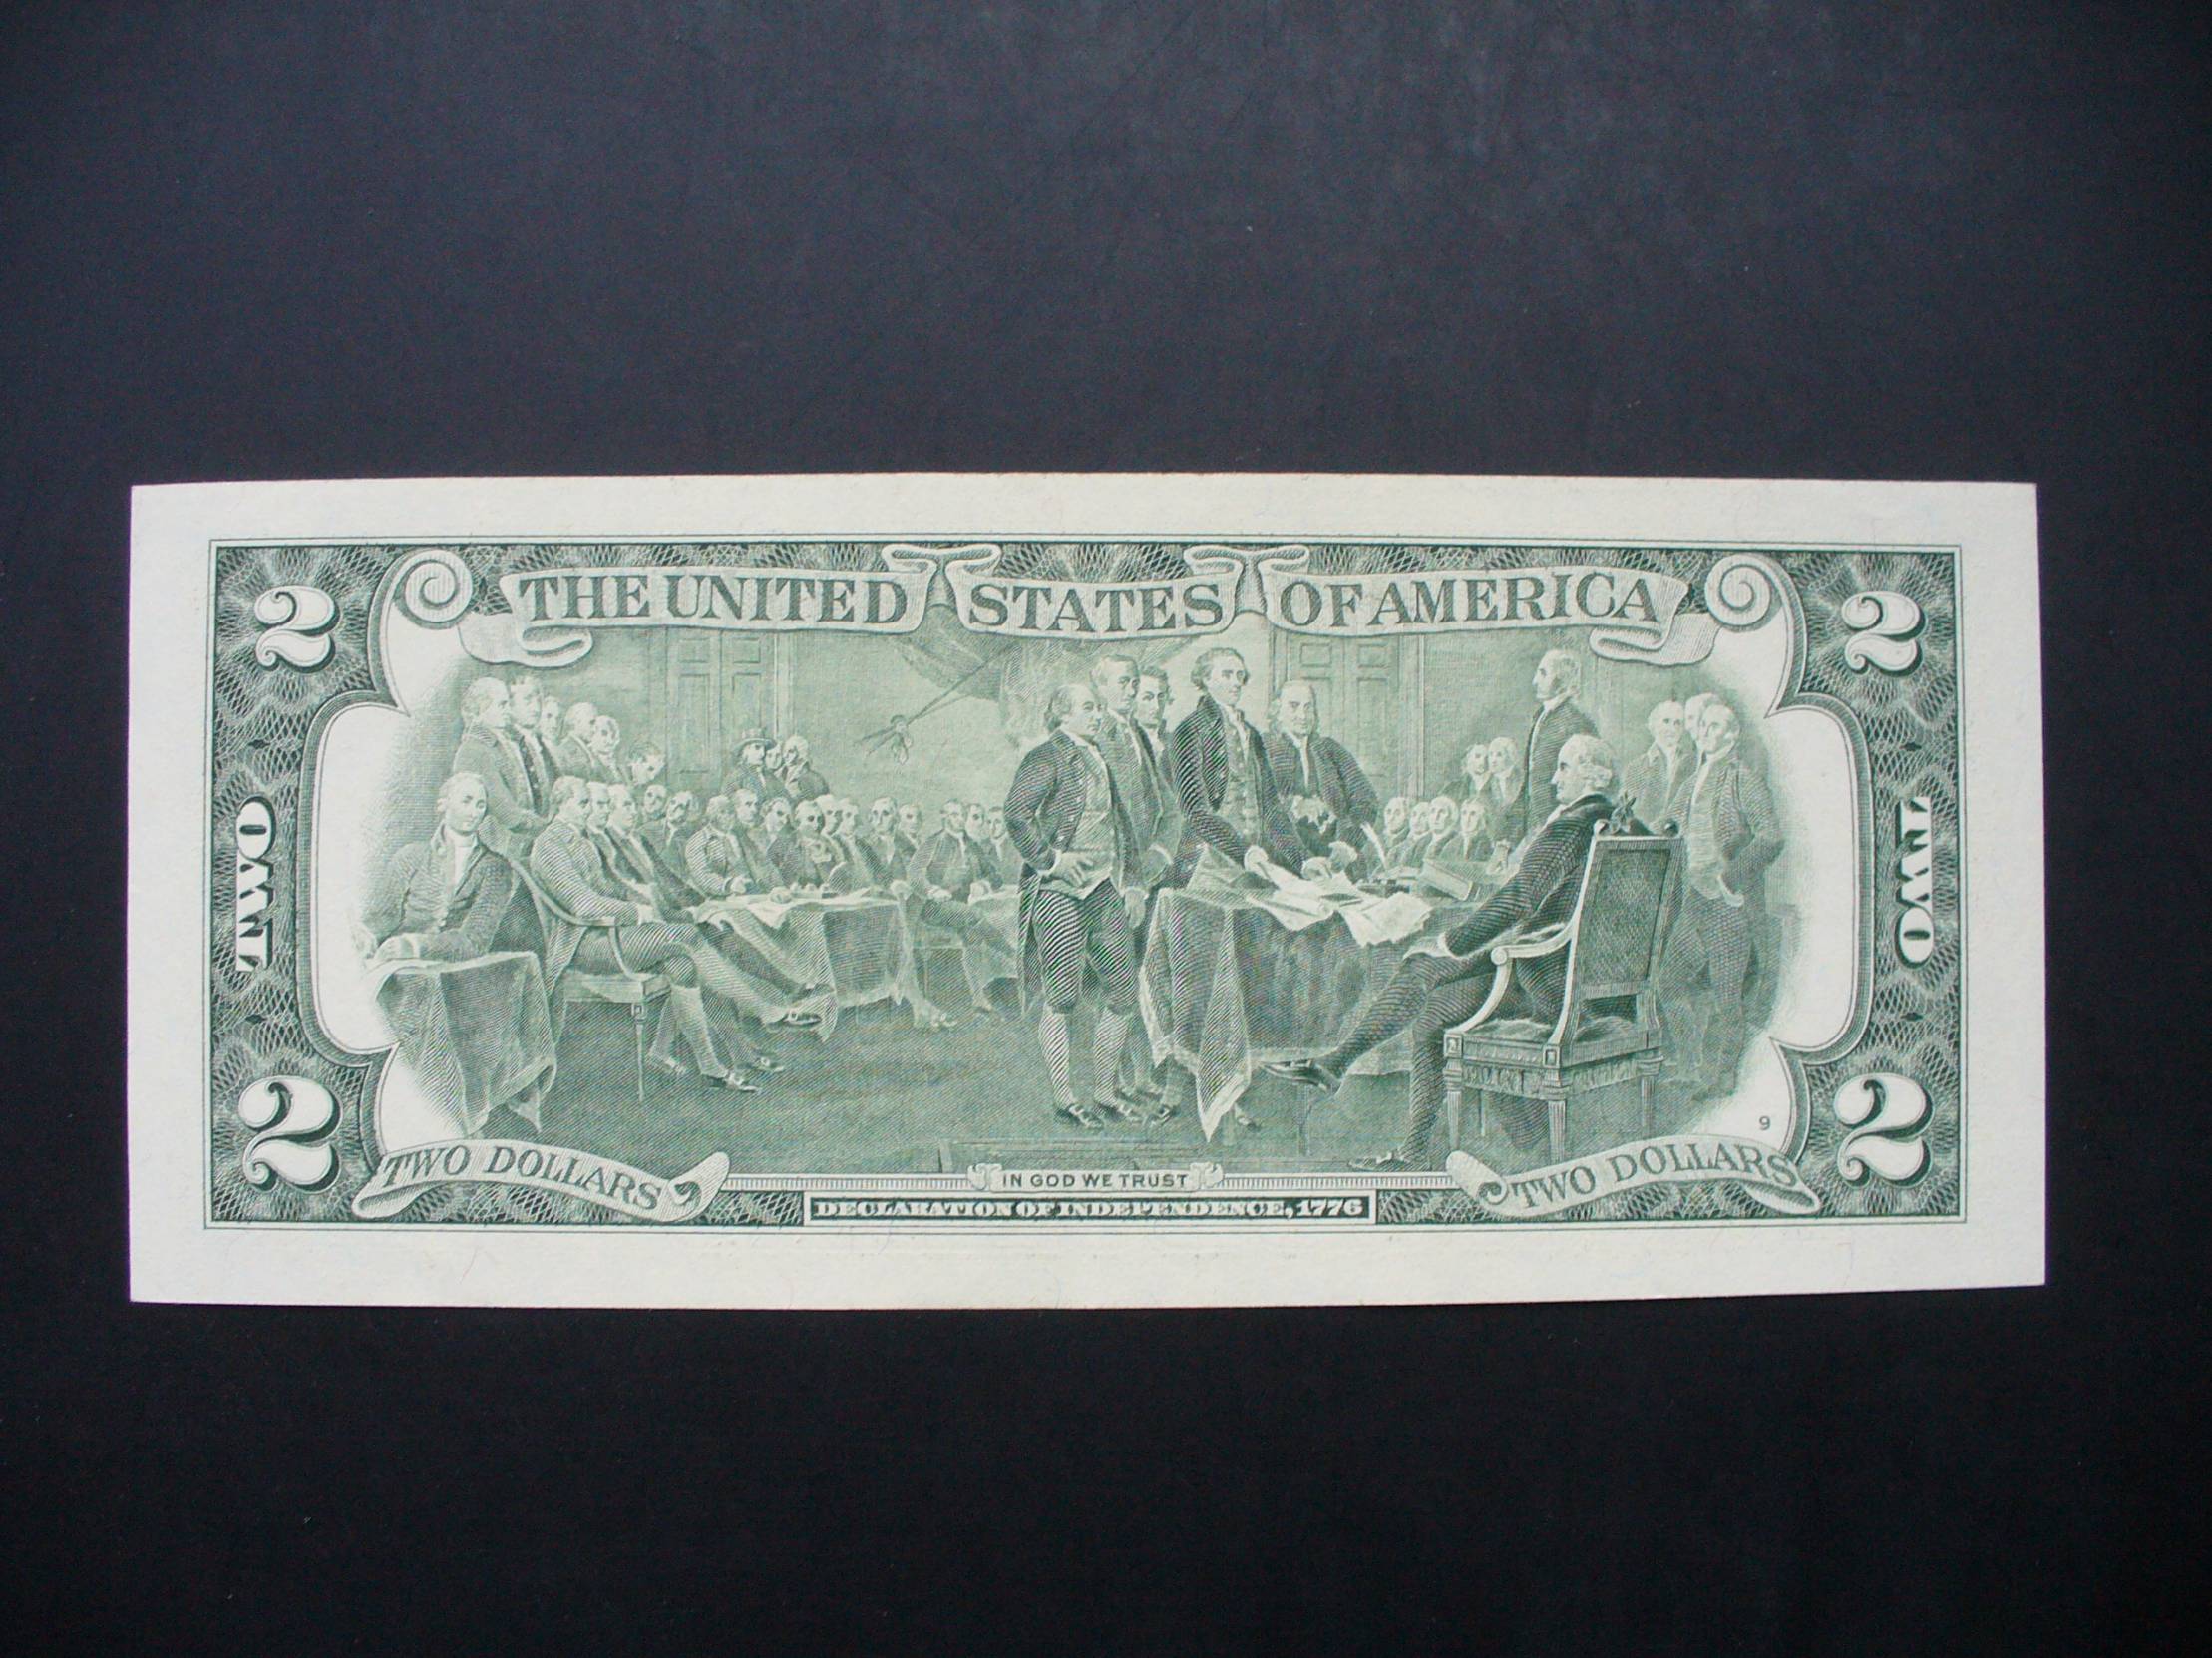 THE UNITED STATES OF AMERICA
2
2
TWO
TWO
9
2
2
TWO DOLLARS
TWO DOLLARS
IN GOD WE TRUST
DECLARATION OF INDEPENDENCE, 1776